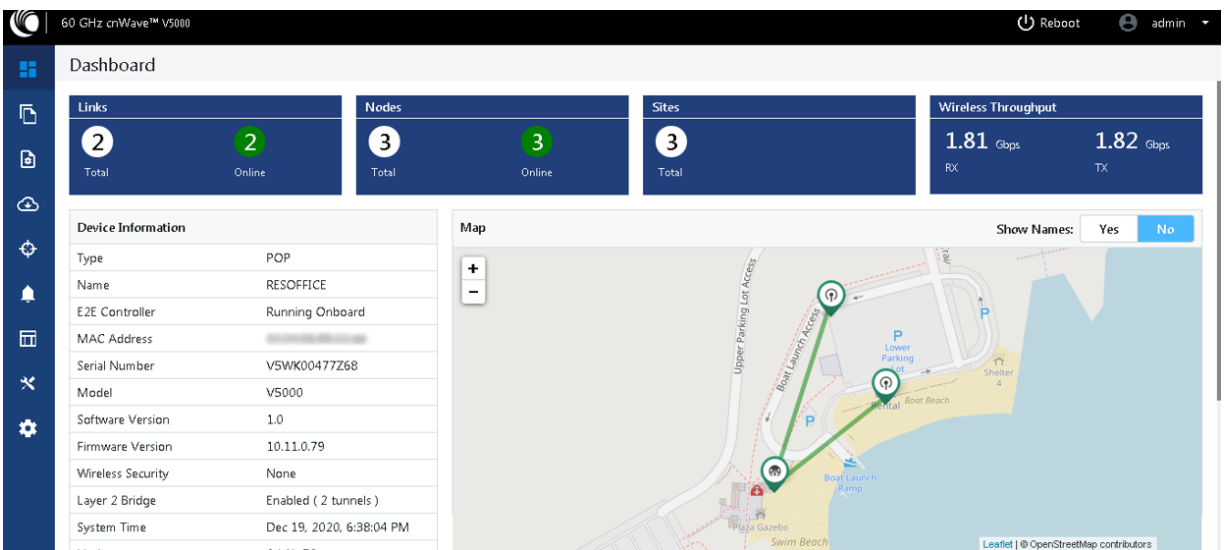 60 GHz cnWave™ V5000
Reboot
admin
Dashboard
Links
2
2
Total
Online
Nodes
3
3
Total
Online
Sites
3
Total
Wireless Throughput
1.81 Gbps
1.82 Gbps
RX
TX
Device Information
Type POP
Name RESOFFICE
E2E Controller Running Onboard
MAC Address
Serial Number V5WK00477Z68
Model V5000
Software Version 1.0
Firmware Version 10.11.0.79
Wireless Security None
Layer 2 Bridge Enabled ( 2 tunnels )
System Time Dec 19, 2020, 6:38:04 PM
Map
Show Names: Yes No
+
−
Upper Parking Lot Access
Boat Launch Access
P
P
Lower
Parking
Lot
Shelter
4
Rental
Boat Beach
P
Boat Launch
Ramp
Plaza Gazebo
Swim Beach
Leaflet | © OpenStreetMap contributors